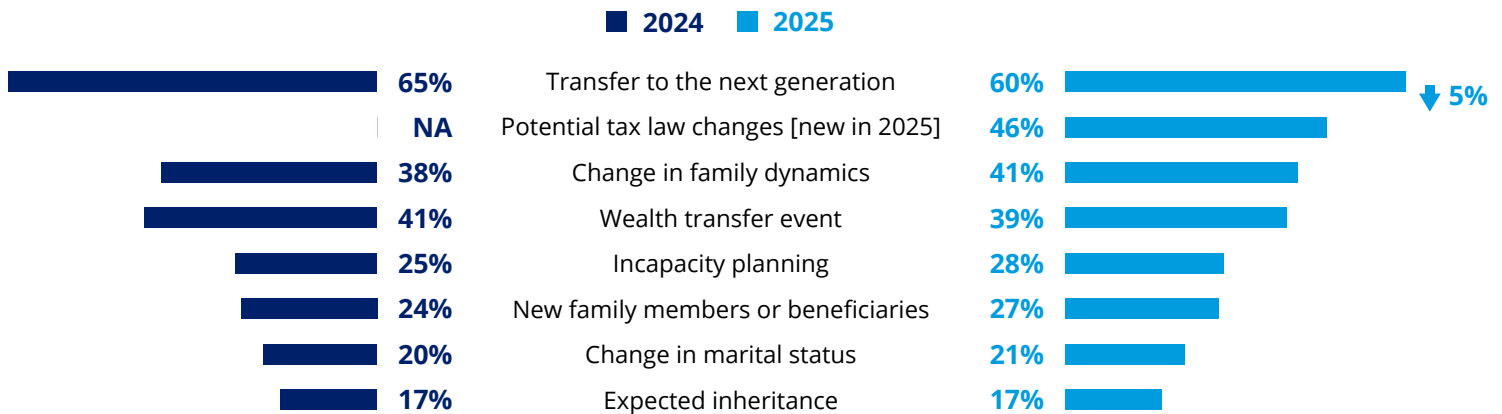 2024 2025
65% Transfer to the next generation 60%
5%
NA Potential tax law changes [new in 2025] 46%
38% Change in family dynamics 41%
41% Wealth transfer event 39%
25% Incapacity planning 28%
24% New family members or beneficiaries 27%
20% Change in marital status 21%
17% Expected inheritance 17%